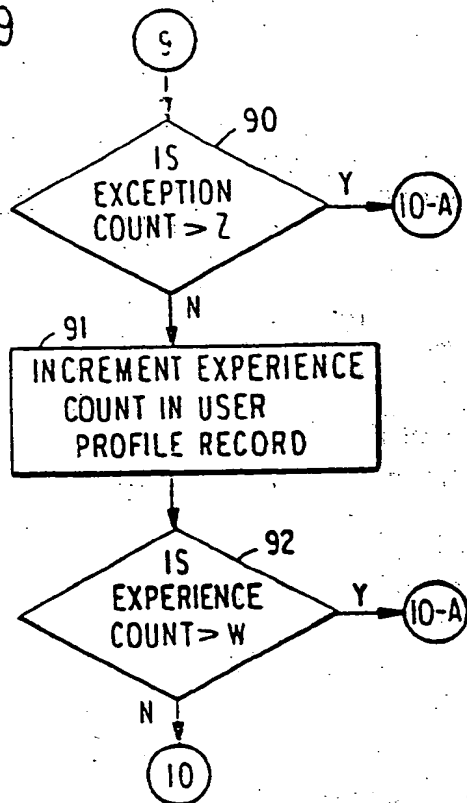 9
9
90
IS
EXCEPTION
COUNT > Z
Y
10-A
N
91
INCREMENT EXPERIENCE
COUNT IN USER
PROFILE RECORD
92
IS
EXPERIENCE
COUNT > W
Y
10-A
N
10